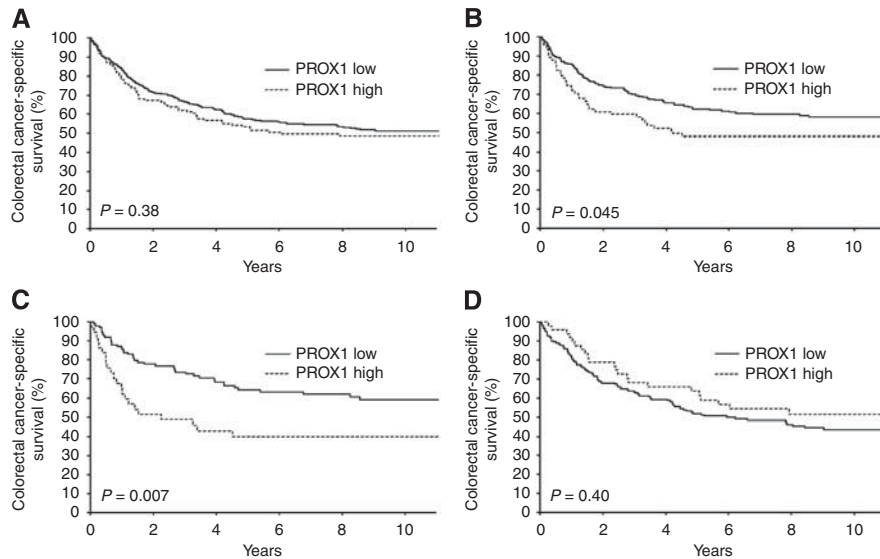 A
Colorectal cancer-specific
survival (%)
100
90
80
70
60
50
40
30
20
10
0
PROX1 low
PROX1 high
P = 0.38
0 2 4 6 8 10
Years
B
Colorectal cancer-specific
survival (%)
100
90
80
70
60
50
40
30
20
10
0
PROX1 low
PROX1 high
P = 0.045
0 2 4 6 8 10
Years
C
Colorectal cancer-specific
survival (%)
100
90
80
70
60
50
40
30
20
10
0
PROX1 low
PROX1 high
P = 0.007
0 2 4 6 8 10
Years
D
Colorectal cancer-specific
survival (%)
100
90
80
70
60
50
40
30
20
10
0
PROX1 low
PROX1 high
P = 0.40
0 2 4 6 8 10
Years